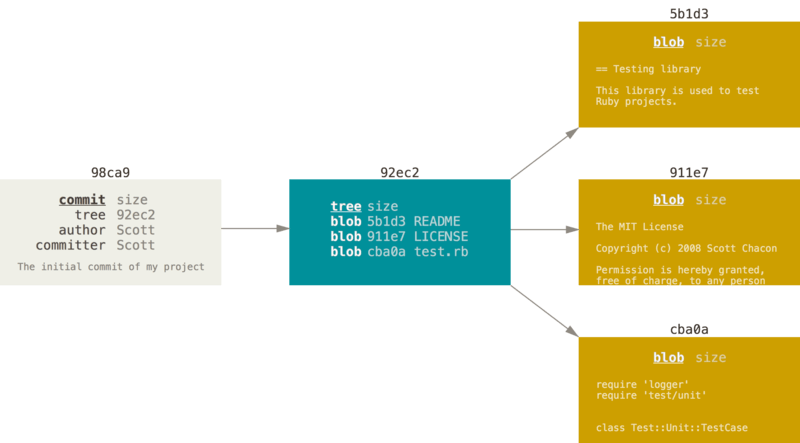 98ca9
commit size
tree 92ec2
author Scott
committer Scott
The initial commit of my project
92ec2
tree size
blob 5b1d3 README
blob 911e7 LICENSE
blob cba0a test.rb
5b1d3
blob size
== Testing library
This library is used to test
Ruby projects.
911e7
blob size
The MIT License
Copyright (c) 2008 Scott Chacon
Permission is hereby granted,
free of charge, to any person
cba0a
blob size
require 'logger'
require 'test/unit'
class Test::Unit::TestCase